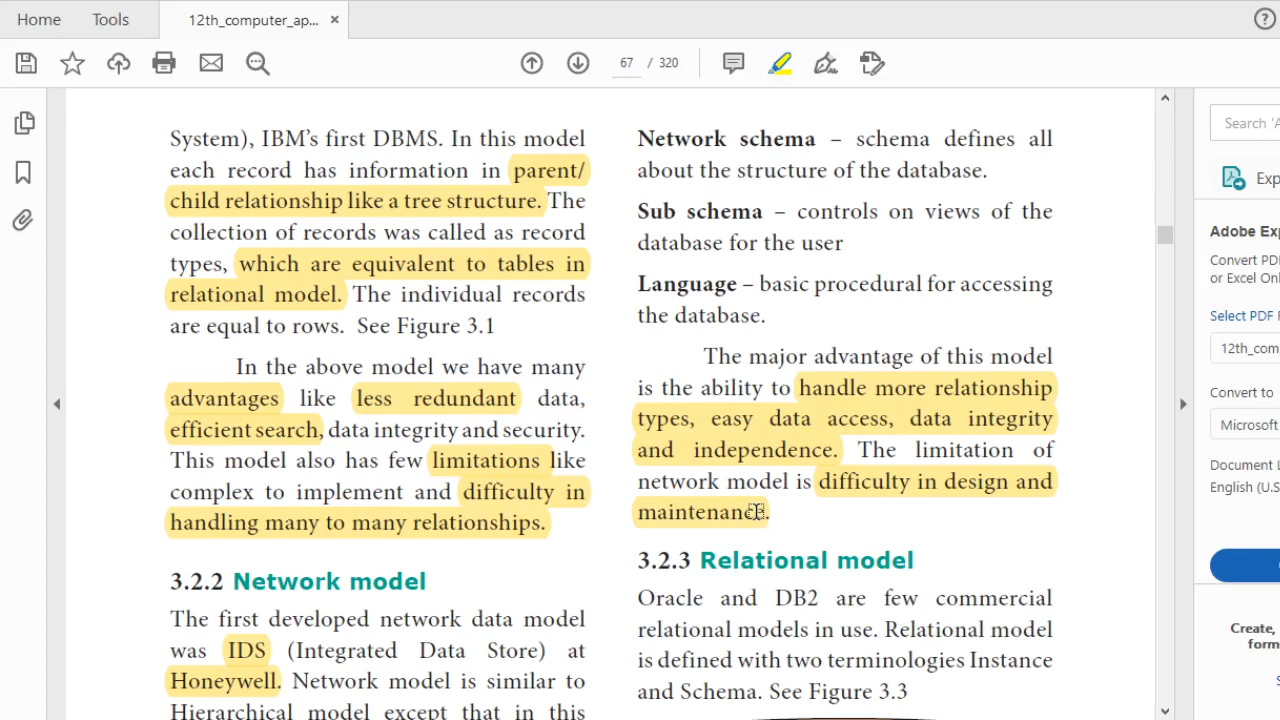 Home Tools 12th_computer_ap... ×
67 / 320
System), IBM's first DBMS. In this model
each record has information in parent/
child relationship like a tree structure. The
collection of records was called as record
types, which are equivalent to tables in
relational model. The individual records
are equal to rows. See Figure 3.1
In the above model we have many
advantages like less redundant data,
efficient search, data integrity and security.
This model also has few limitations like
complex to implement and difficulty in
handling many to many relationships.
3.2.2 Network model
The first developed network data model
was IDS (Integrated Data Store) at
Honeywell. Network model is similar to
Hierarchical model except that in this
Network schema – schema defines all
about the structure of the database.
Sub schema – controls on views of the
database for the user
Language – basic procedural for accessing
the database.
The major advantage of this model
is the ability to handle more relationship
types, easy data access, data integrity
and independence. The limitation of
network model is difficulty in design and
maintenance.
3.2.3 Relational model
Oracle and DB2 are few commercial
relational models in use. Relational model
is defined with two terminologies Instance
and Schema. See Figure 3.3
Search 'A
Exp
Adobe Exp
Convert PDF
or Excel Onl
Select PDF F
12th_com
Convert to
Microsoft
Document L
English (U.S
Create,
form